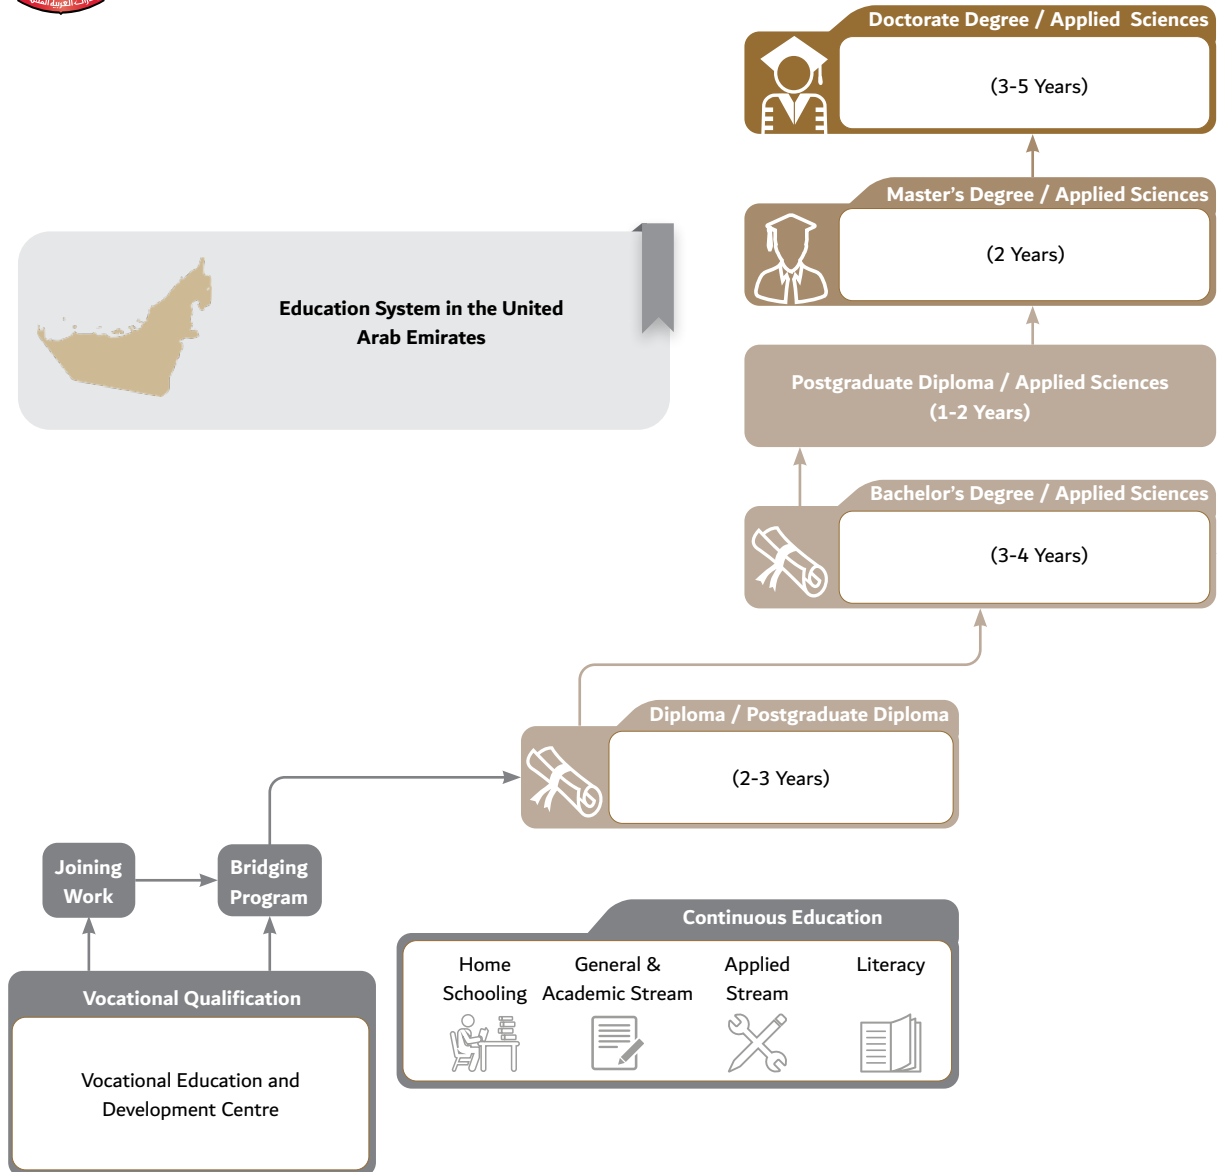 Doctorate Degree / Applied Sciences
(3-5 Years)
Master's Degree / Applied Sciences
(2 Years)
Education System in the United
Arab Emirates
Postgraduate Diploma / Applied Sciences
(1-2 Years)
Bachelor's Degree / Applied Sciences
(3-4 Years)
Diploma / Postgraduate Diploma
(2-3 Years)
Joining
Work
Bridging
Program
Continuous Education
Home
Schooling
General &
Academic Stream
Applied
Stream
Literacy
Vocational Qualification
Vocational Education and
Development Centre